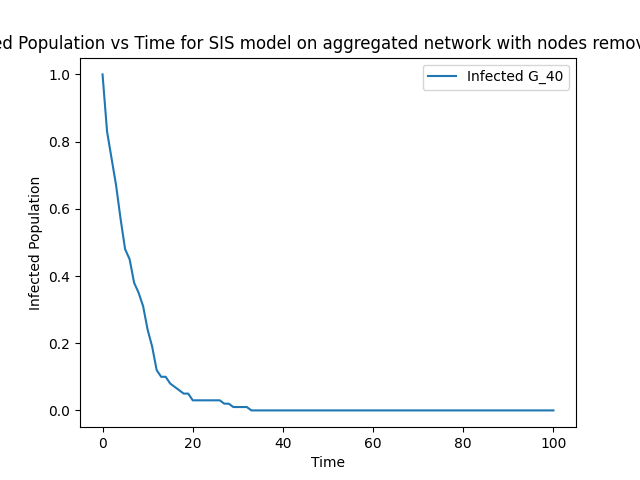 ed Population vs Time for SIS model on aggregated network with nodes remov
Infected G_40
1.0
0.8
0.6
0.4
0.2
0.0
Infected Population
0 20 40 60 80 100
Time